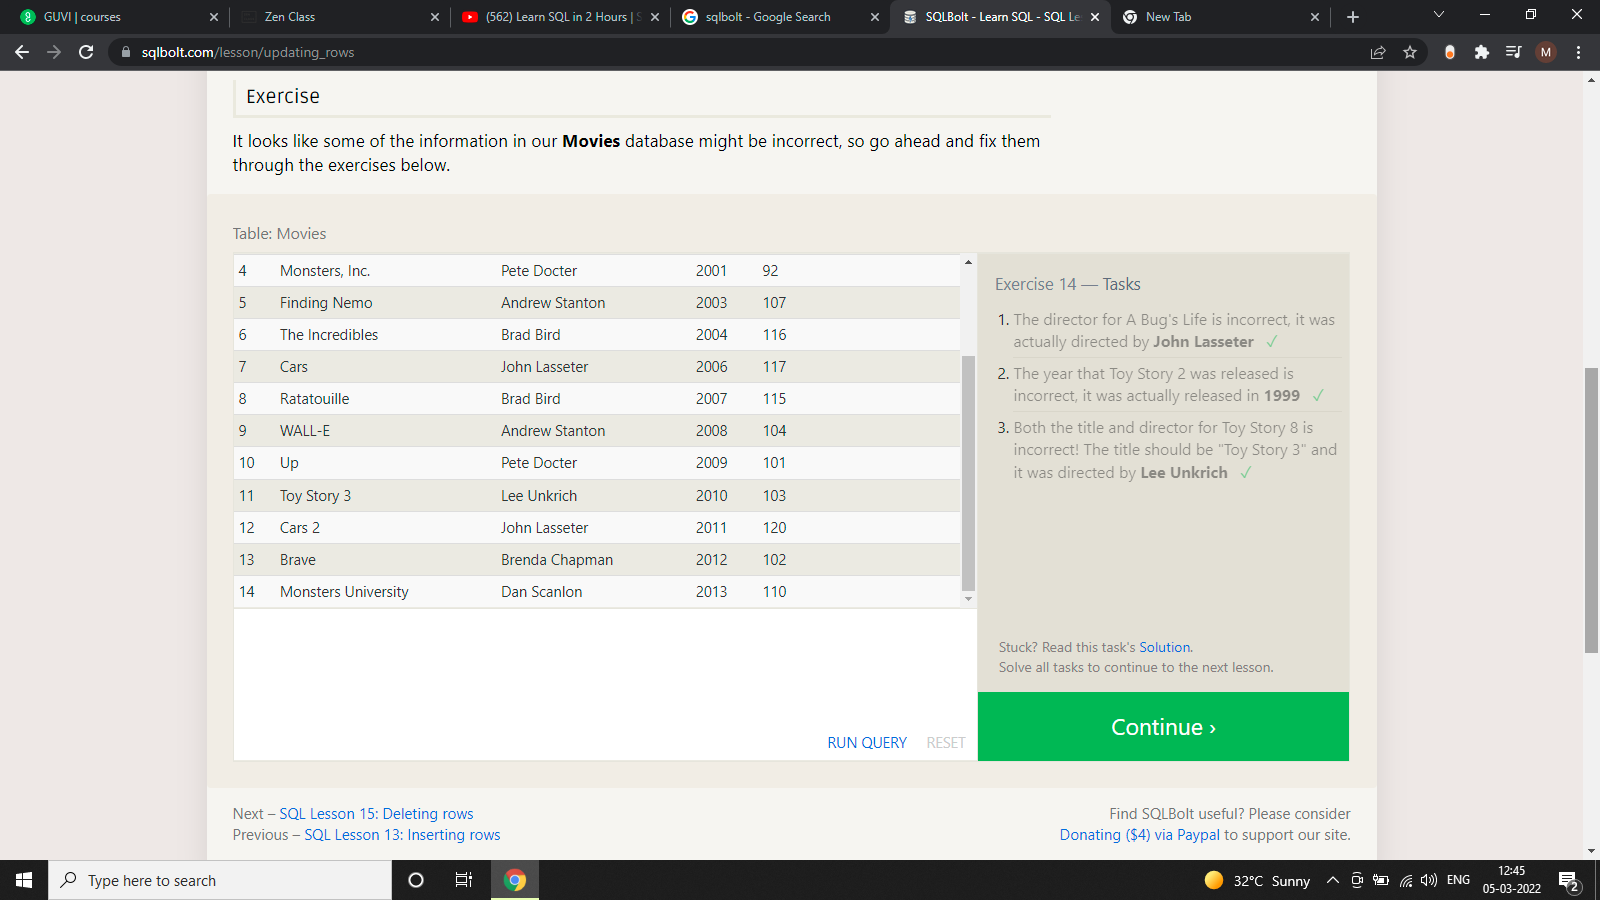 GUVI | courses
Zen Class
(562) Learn SQL in 2 Hours |
sqlbolt - Google Search
SQLBolt - Learn SQL - SQL Le
New Tab
sqlbolt.com/lesson/updating_rows
M
Exercise
It looks like some of the information in our Movies database might be incorrect, so go ahead and fix them
through the exercises below.
Table: Movies
4 Monsters, Inc. Pete Docter 2001 92
5 Finding Nemo Andrew Stanton 2003 107
6 The Incredibles Brad Bird 2004 116
7 Cars John Lasseter 2006 117
8 Ratatouille Brad Bird 2007 115
9 WALL-E Andrew Stanton 2008 104
10 Up Pete Docter 2009 101
11 Toy Story 3 Lee Unkrich 2010 103
12 Cars 2 John Lasseter 2011 120
13 Brave Brenda Chapman 2012 102
14 Monsters University Dan Scanlon 2013 110
RUN QUERY RESET
Exercise 14 — Tasks
1. The director for A Bug's Life is incorrect, it was
actually directed by John Lasseter ✓
2. The year that Toy Story 2 was released is
incorrect, it was actually released in 1999 ✓
3. Both the title and director for Toy Story 8 is
incorrect! The title should be "Toy Story 3" and
it was directed by Lee Unkrich ✓
Stuck? Read this task's Solution.
Solve all tasks to continue to the next lesson.
Continue ›
Next – SQL Lesson 15: Deleting rows
Previous – SQL Lesson 13: Inserting rows
Find SQLBolt useful? Please consider
Donating ($4) via Paypal to support our site.
Type here to search
32°C Sunny
ENG
12:45
05-03-2022
2